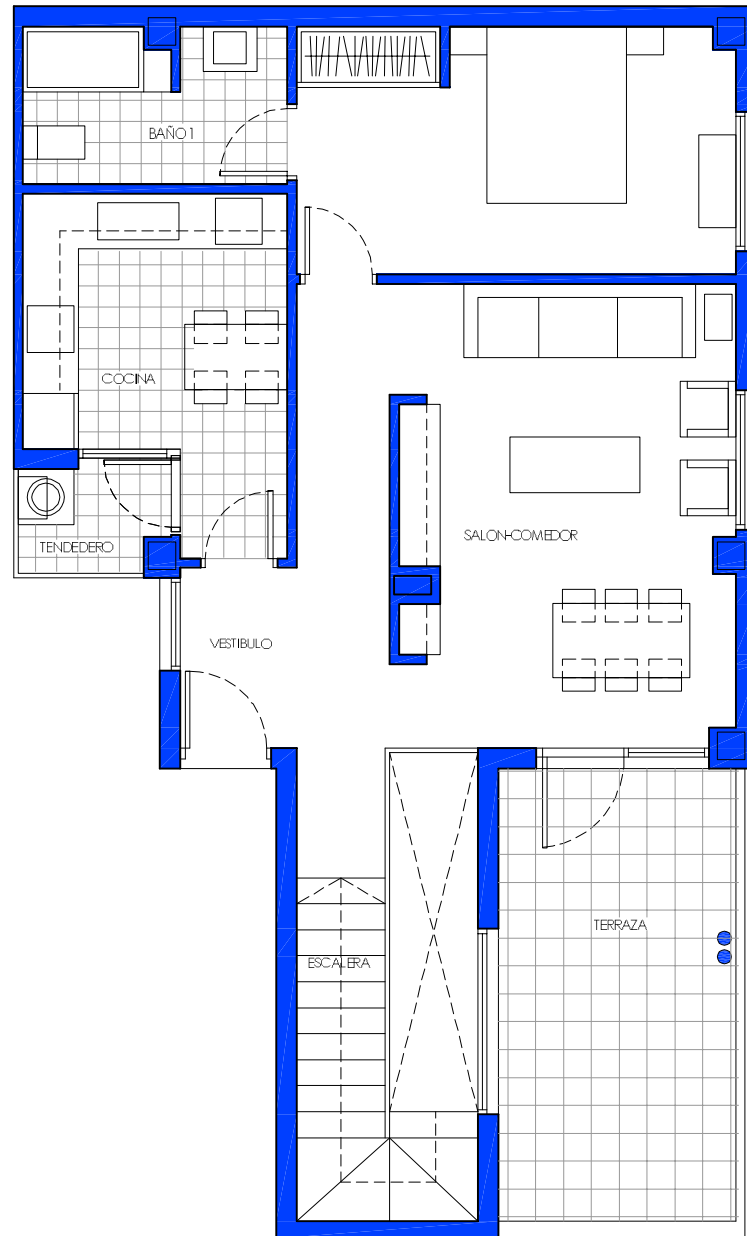 BAÑO 1
COCINA
SALON-COMEDOR
TENDEDERO
VESTIBULO
TERRAZA
ESCALERA